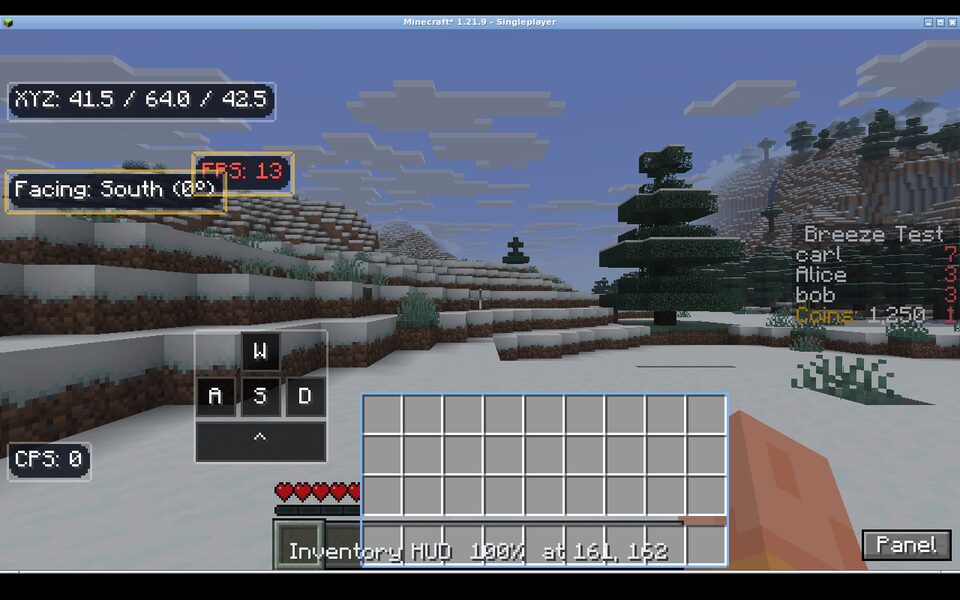 Minecraft* 1.21.9 - Singleplayer
XYZ: 41.5 / 64.0 / 42.5
FPS: 13
Facing: South (0°)
Breeze Test
carl 7
Alice 3
bob 3
Coins: 1,250 1
W
A S D
^
CPS: 0
Inventory HUD 100% at 161, 162
Panel